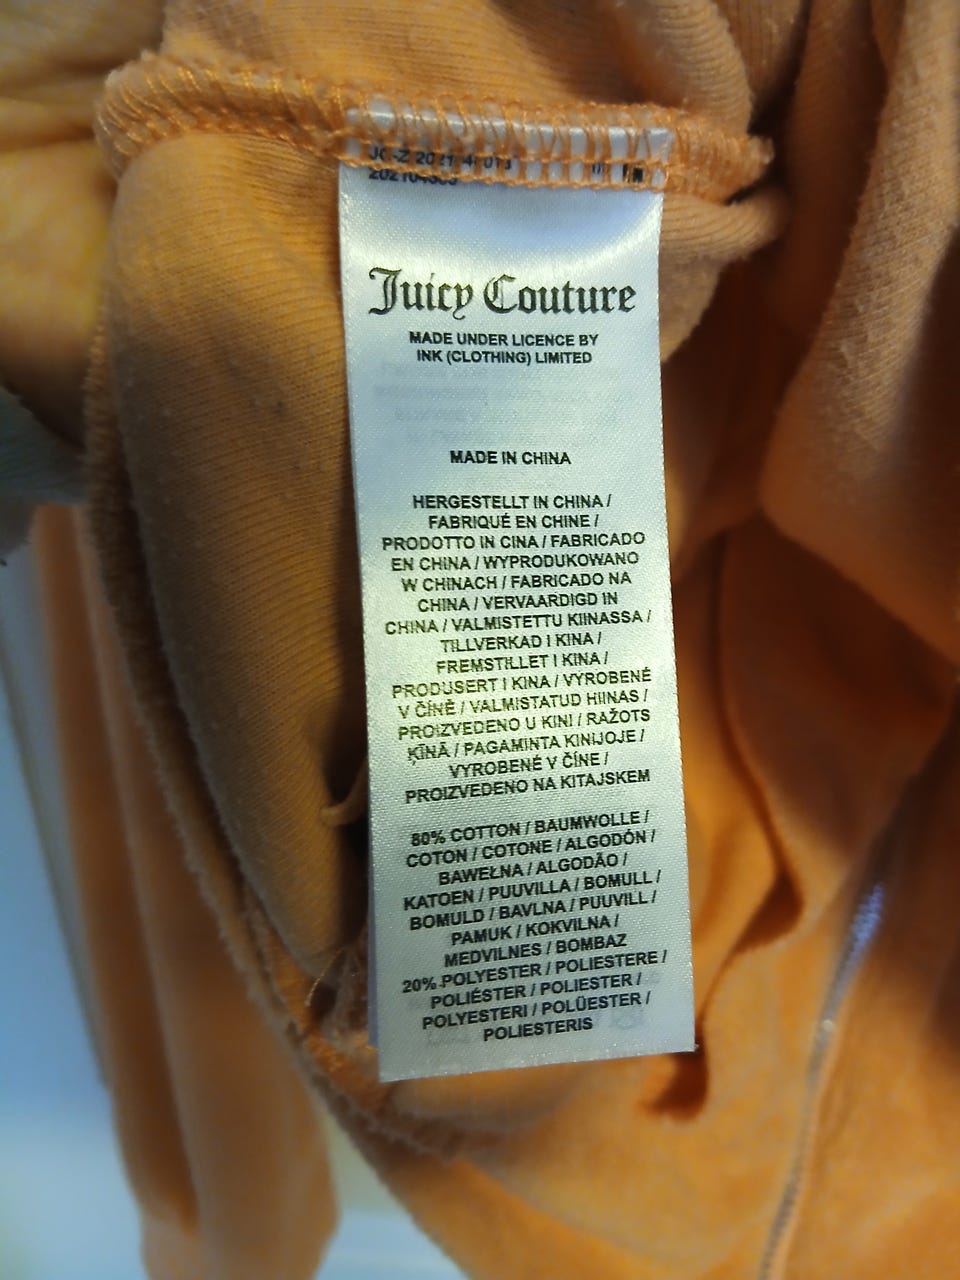 Juicy Couture
MADE UNDER LICENCE BY
INK (CLOTHING) LIMITED
MADE IN CHINA
HERGESTELLT IN CHINA /
FABRIQUÉ EN CHINE /
PRODOTTO IN CINA / FABRICADO
EN CHINA / WYPRODUKOWANO
W CHINACH / FABRICADO NA
CHINA / VERVAARDIGD IN
CHINA / VALMISTETTU KIINASSA /
TILLVERKAD I KINA /
FREMSTILLET I KINA /
PRODUSERT I KINA / VYROBENÉ
V ČÍNĚ / VALMISTATUD HIINAS /
PROIZVEDENO U KINI / RAŽOTS
ĶĪNĀ / PAGAMINTA KINIJOJE /
VYROBENÉ V ČÍNE /
PROIZVEDENO NA KITAJSKEM
80% COTTON / BAUMWOLLE /
COTON / COTONE / ALGODÓN /
BAWEŁNA / ALGODÃO /
KATOEN / PUUVILLA / BOMULL /
BOMULD / BAVLNA / PUUVILL /
PAMUK / KOKVILNA /
MEDVILNES / BOMBAZ
20% POLYESTER / POLIESTERE /
POLIÉSTER / POLIESTER /
POLYESTERI / POLÜESTER /
POLIESTERIS